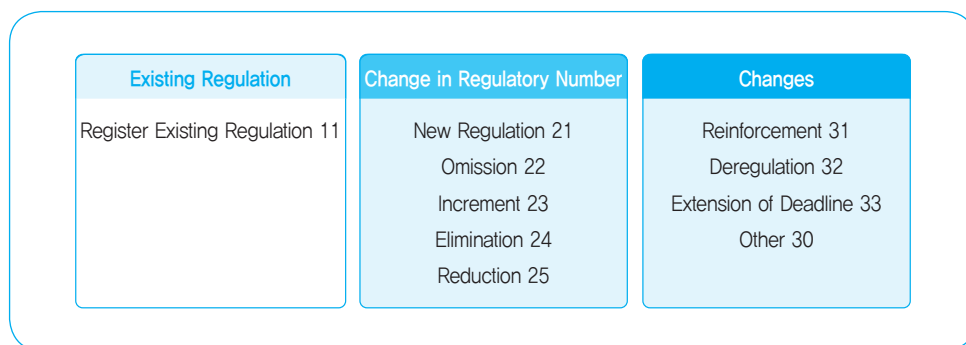 Existing Regulation
Register Existing Regulation 11
Change in Regulatory Number
New Regulation 21
Omission 22
Increment 23
Elimination 24
Reduction 25
Changes
Reinforcement 31
Deregulation 32
Extension of Deadline 33
Other 30